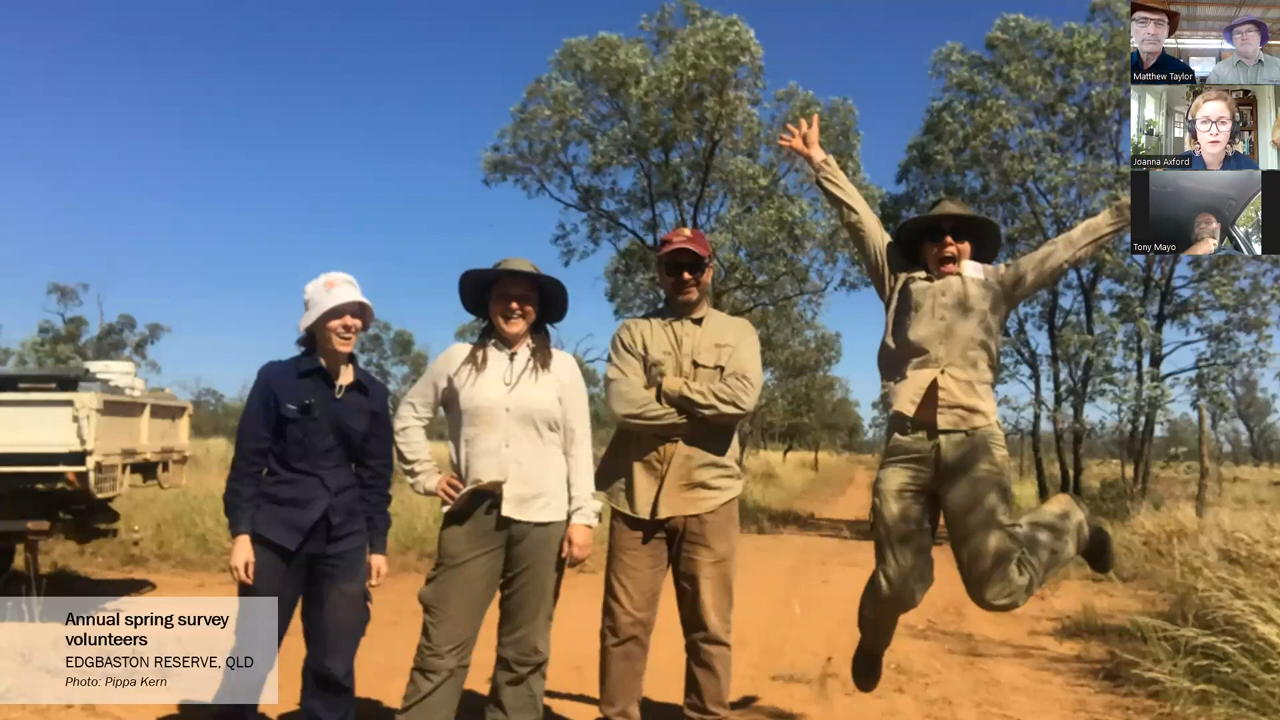 Matthew Taylor
Joanna Axford
Tony Mayo
Annual spring survey
volunteers
EDGBASTON RESERVE, QLD
Photo: Pippa Kern